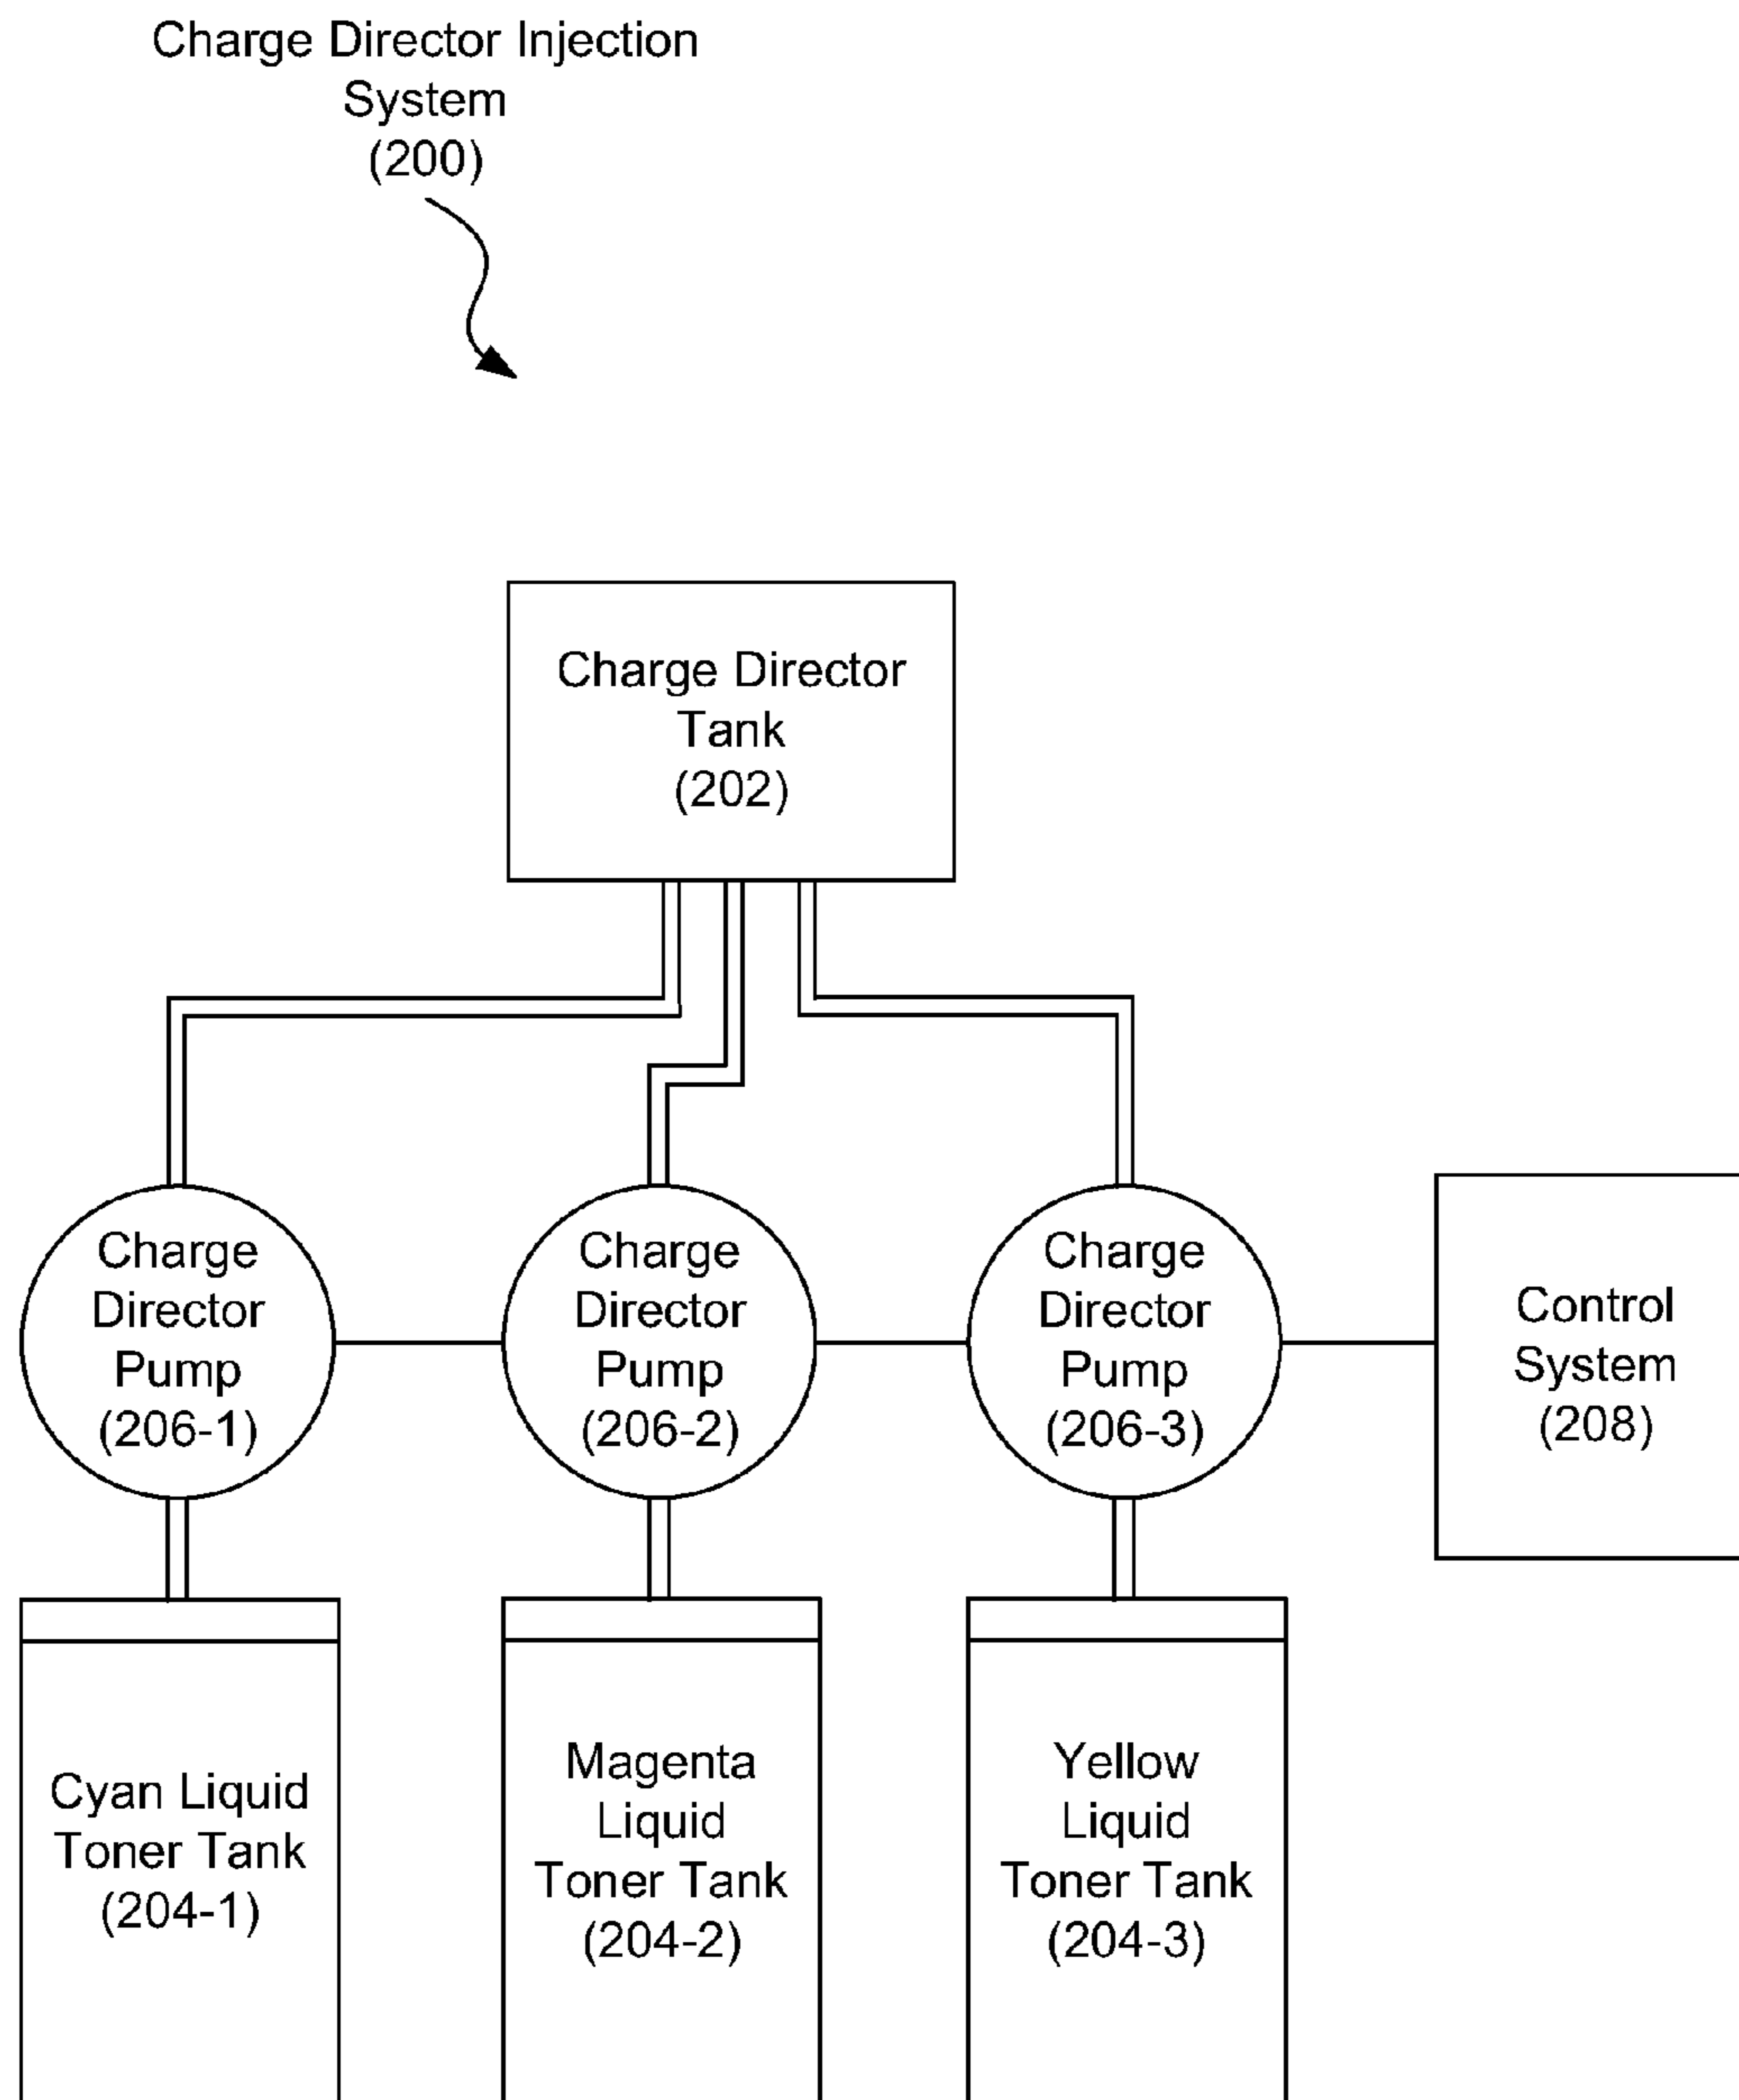 Charge Director Injection
System
(200)
Charge Director
Tank
(202)
Charge
Director
Pump
(206-1)
Charge
Director
Pump
(206-2)
Charge
Director
Pump
(206-3)
Control
System
(208)
Cyan Liquid
Toner Tank
(204-1)
Magenta
Liquid
Toner Tank
(204-2)
Yellow
Liquid
Toner Tank
(204-3)